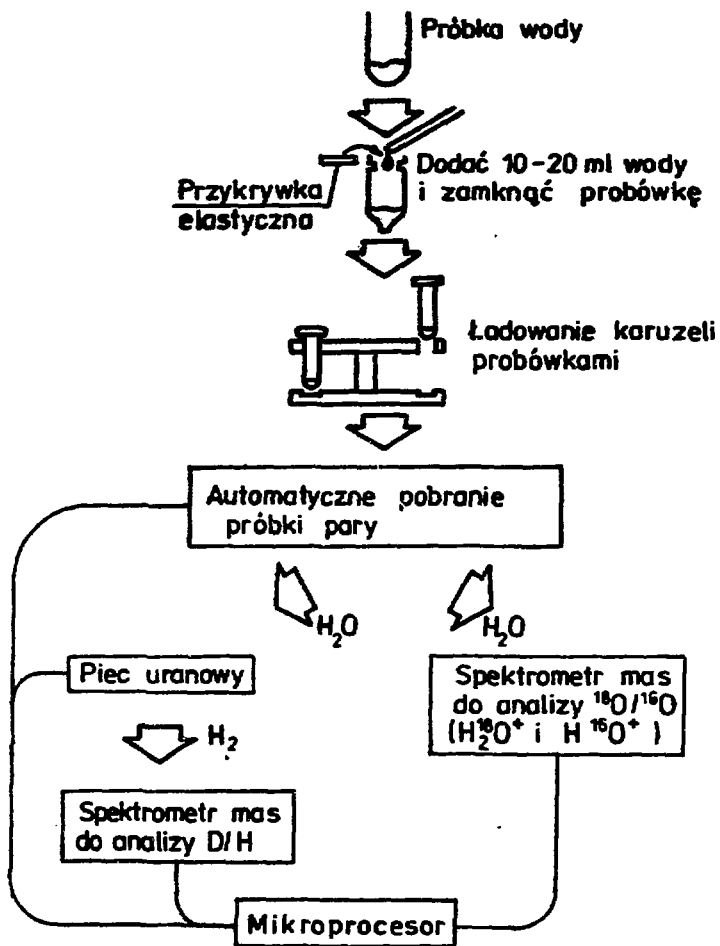 Próbka wody
Dodać 10-20 ml wody
i zamknąć probówkę
Przykrywka
elastyczna
Ładowanie karuzeli
probówkami
Automatyczne pobranie
próbki pary
H₂O
H₂O
Piec uranowy
Spektrometr mas
do analizy ¹⁸O/¹⁶O
(H₂¹⁸O⁺ i H ¹⁶O⁺ )
H₂
Spektrometr mas
do analizy D/H
Mikroprocesor